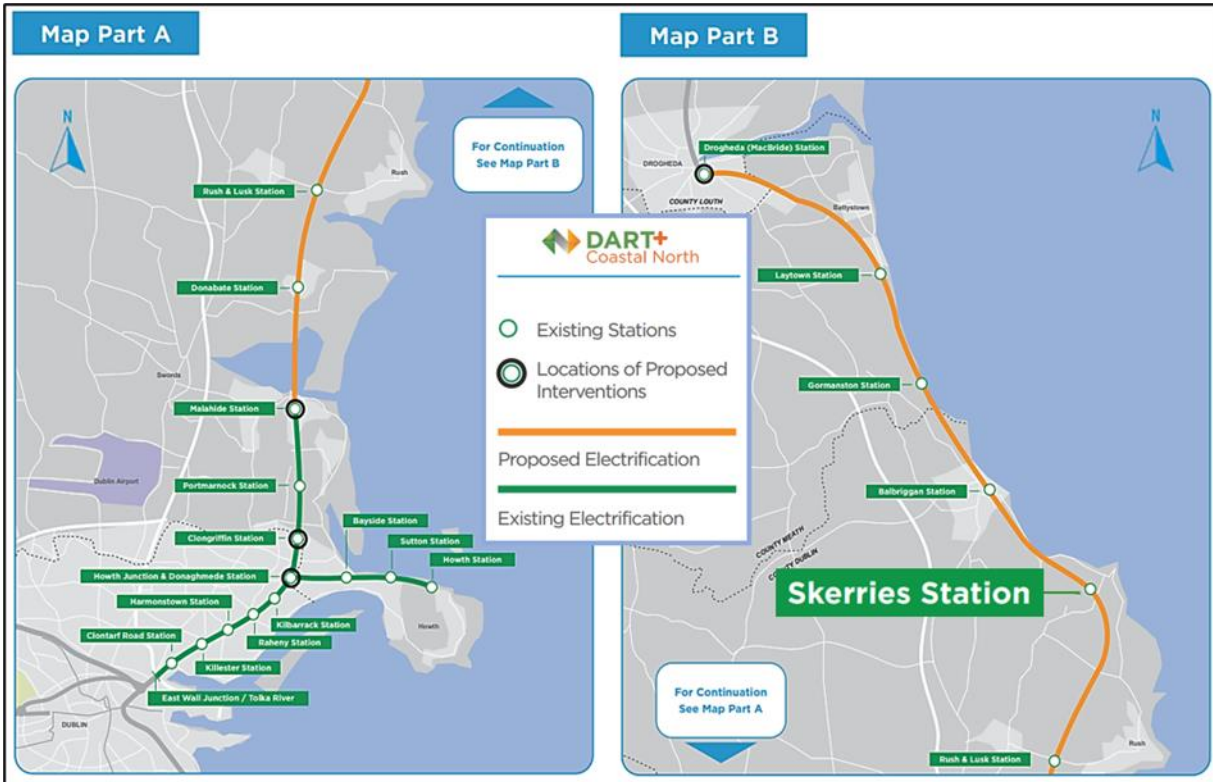 Map Part A
N
For Continuation
See Map Part B
Rush
Rush & Lusk Station
Donabate Station
Swords
Malahide Station
Dublin Airport
Portmarnock Station
Clongriffin Station
Bayside Station
Sutton Station
Howth Station
Howth Junction & Donaghmede Station
Harmonstown Station
Kilbarrack Station
Howth
Clontarf Road Station
Raheny Station
Killester Station
East Wall Junction / Tolka River
DUBLIN
DART+
Coastal North
Existing Stations
Locations of Proposed
Interventions
Proposed Electrification
Existing Electrification
Map Part B
N
Drogheda (MacBride) Station
DROGHEDA
COUNTY LOUTH
Bettystown
Laytown Station
Gormanston Station
Balbriggan Station
COUNTY MEATH
COUNTY DUBLIN
Skerries Station
For Continuation
See Map Part A
Rush
Rush & Lusk Station